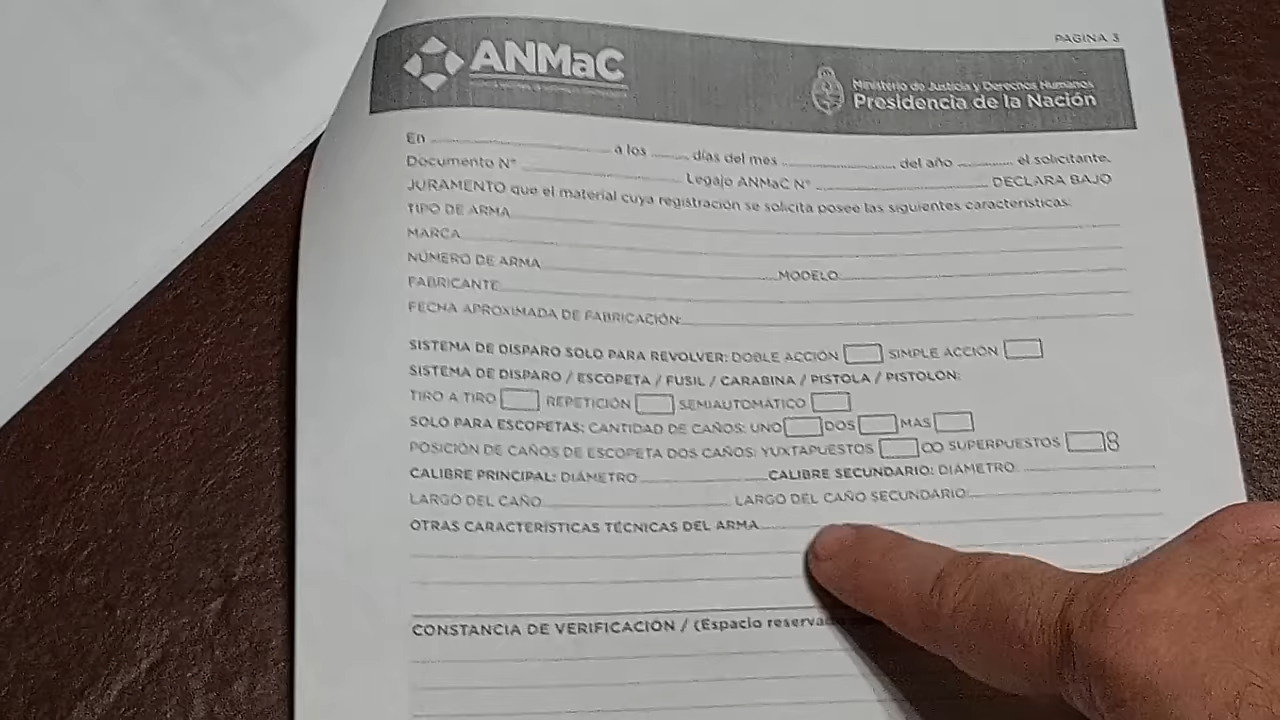 PAGINA 3
ANMaC
Ministerio de Justicia y Derechos Humanos
Presidencia de la Nación
En a los días del mes del año el solicitante,
Documento N° Legajo ANMaC N° DECLARA BAJO
JURAMENTO que el material cuya registración se solicita posee las siguientes características:
TIPO DE ARMA
MARCA
NÚMERO DE ARMA MODELO
FABRICANTE
FECHA APROXIMADA DE FABRICACIÓN:
SISTEMA DE DISPARO SOLO PARA REVOLVER: DOBLE ACCIÓN SIMPLE ACCIÓN
SISTEMA DE DISPARO / ESCOPETA / FUSIL / CARABINA / PISTOLA / PISTOLON:
TIRO A TIRO REPETICIÓN SEMIAUTOMÁTICO
SOLO PARA ESCOPETAS: CANTIDAD DE CAÑOS: UNO DOS MAS
POSICIÓN DE CAÑOS DE ESCOPETA DOS CAÑOS: YUXTAPUESTOS CO SUPERPUESTOS 8
CALIBRE PRINCIPAL: DIÁMETRO CALIBRE SECUNDARIO: DIÁMETRO:
LARGO DEL CAÑO LARGO DEL CAÑO SECUNDARIO:
OTRAS CARACTERÍSTICAS TÉCNICAS DEL ARMA
CONSTANCIA DE VERIFICACIÓN / (Espacio reserva